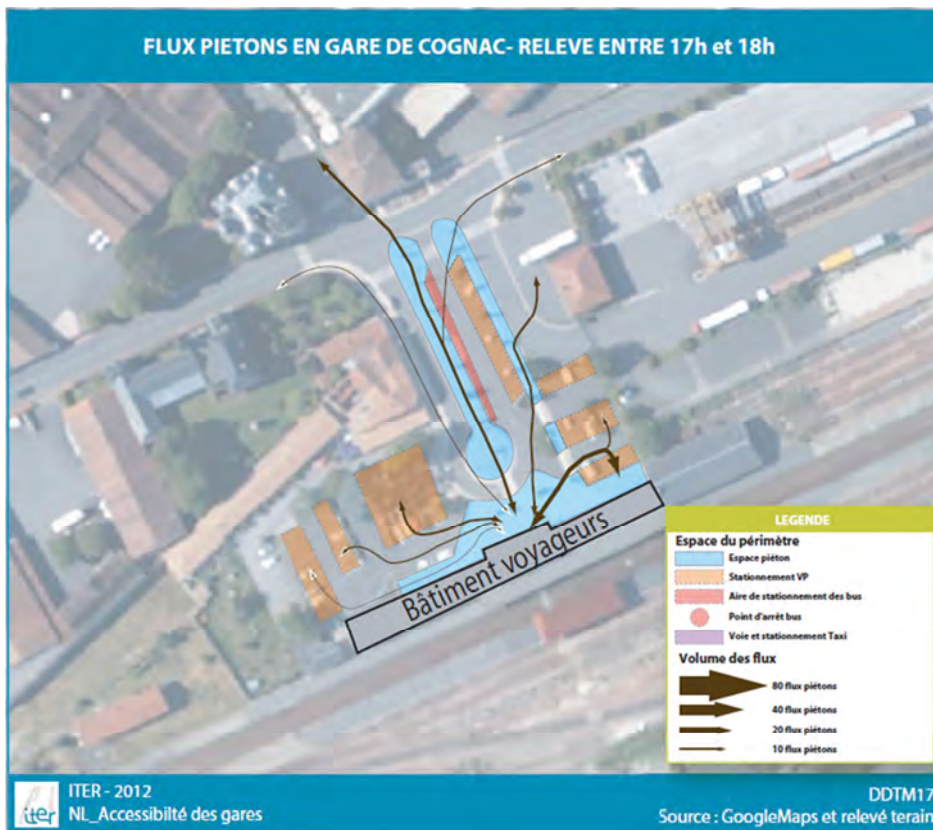 FLUX PIETONS EN GARE DE COGNAC- RELEVE ENTRE 17h et 18h
Bâtiment voyageurs
LEGENDE
Espace du périmètre
Espace piéton
Stationnement VP
Aire de stationnement des bus
Point d'arrêt bus
Voie et stationnement Taxi
Volume des flux
80 flux piétons
40 flux piétons
20 flux piétons
10 flux piétons
iter
ITER - 2012
NL_Accessibilté des gares
DDTM17
Source : GoogleMaps et relevé terain